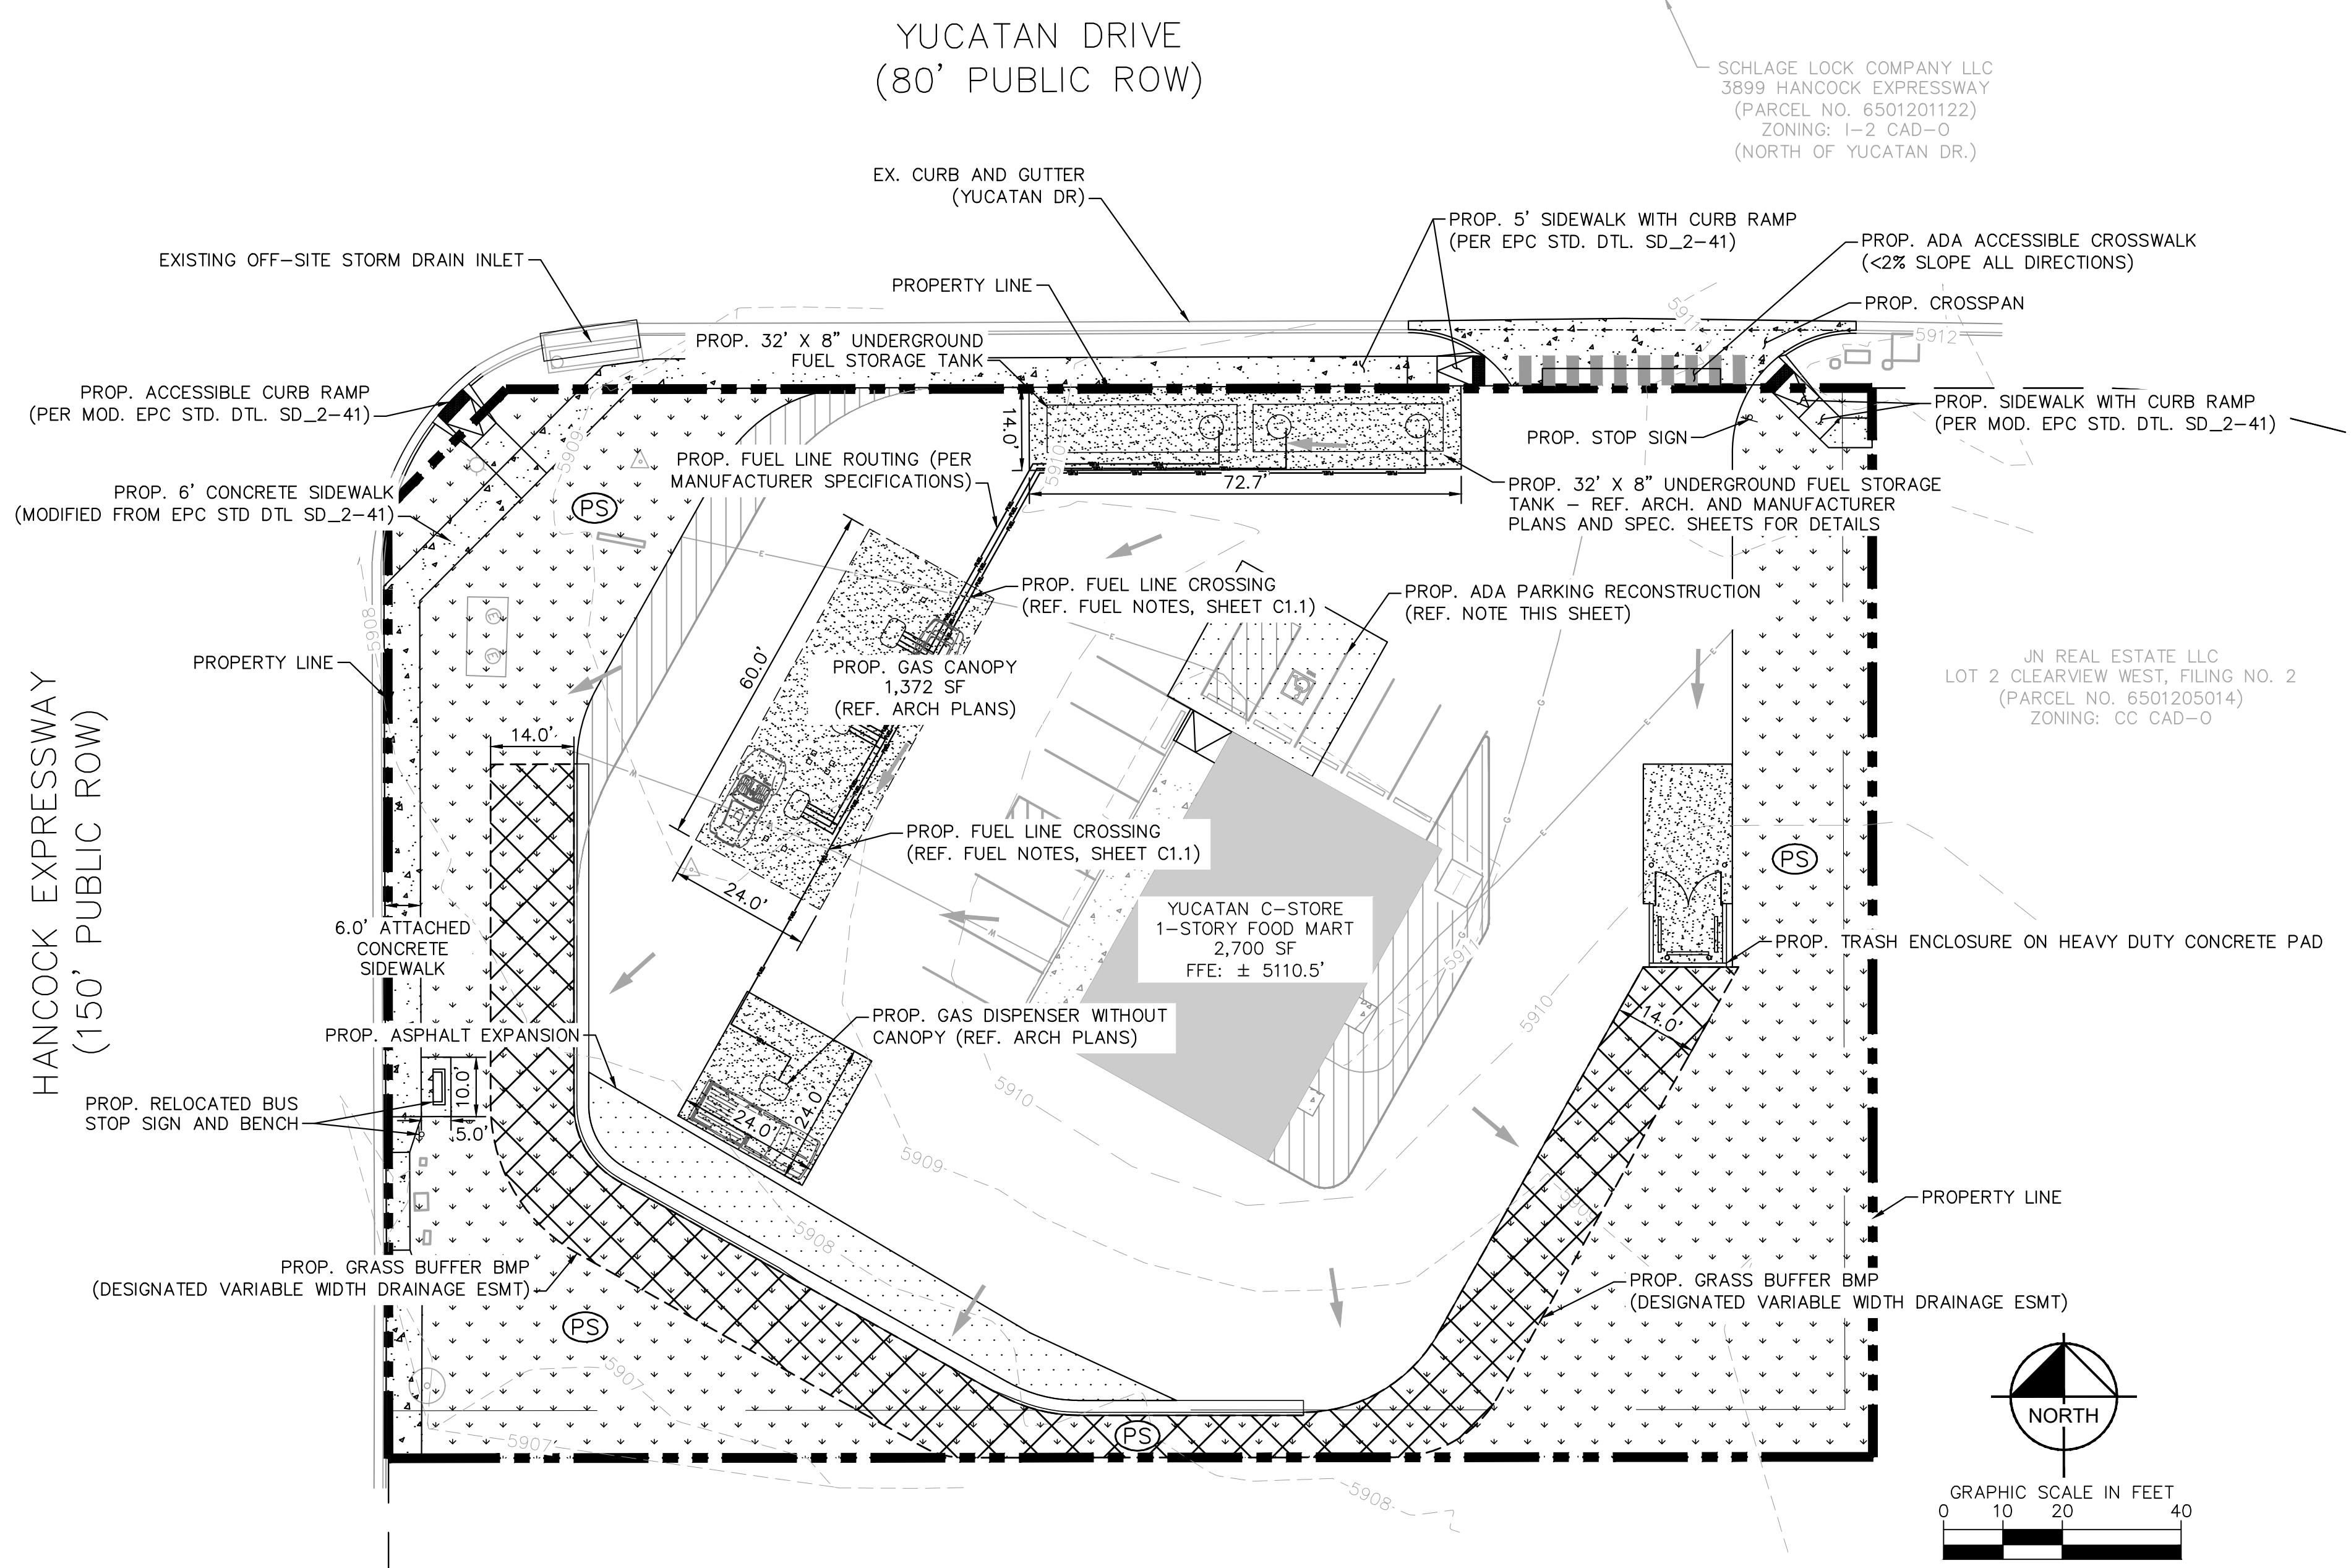 YUCATAN DRIVE
(80' PUBLIC ROW)
SCHLAGE LOCK COMPANY LLC
3899 HANCOCK EXPRESSWAY
(PARCEL NO. 6501201122)
ZONING: I-2 CAD-O
(NORTH OF YUCATAN DR.)
EX. CURB AND GUTTER
(YUCATAN DR)
PROP. 5' SIDEWALK WITH CURB RAMP
(PER EPC STD. DTL. SD_2-41)
PROP. ADA ACCESSIBLE CROSSWALK
(<2% SLOPE ALL DIRECTIONS)
EXISTING OFF-SITE STORM DRAIN INLET
PROPERTY LINE
PROP. CROSSPAN
5911
5912
PROP. 32' X 8" UNDERGROUND
FUEL STORAGE TANK
PROP. ACCESSIBLE CURB RAMP
(PER MOD. EPC STD. DTL. SD_2-41)
PROP. SIDEWALK WITH CURB RAMP
(PER MOD. EPC STD. DTL. SD_2-41)
14.0'
PROP. STOP SIGN
5909
5910
PROP. FUEL LINE ROUTING (PER
MANUFACTURER SPECIFICATIONS)
72.7'
PROP. 32' X 8" UNDERGROUND FUEL STORAGE
TANK - REF. ARCH. AND MANUFACTURER
PLANS AND SPEC. SHEETS FOR DETAILS
PROP. 6' CONCRETE SIDEWALK
(MODIFIED FROM EPC STD DTL SD_2-41)
PS
E
PROP. FUEL LINE CROSSING
(REF. FUEL NOTES, SHEET C1.1)
PROP. ADA PARKING RECONSTRUCTION
(REF. NOTE THIS SHEET)
5908
E
E
E
E
E
PROPERTY LINE
60.0'
PROP. GAS CANOPY
1,372 SF
(REF. ARCH PLANS)
JN REAL ESTATE LLC
LOT 2 CLEARVIEW WEST, FILING NO. 2
(PARCEL NO. 6501205014)
ZONING: CC CAD-O
G
E
14.0'
W
HANCOCK EXPRESSWAY
(150' PUBLIC ROW)
G
E
PROP. FUEL LINE CROSSING
(REF. FUEL NOTES, SHEET C1.1)
PS
24.0'
6.0' ATTACHED
CONCRETE
SIDEWALK
W
YUCATAN C-STORE
1-STORY FOOD MART
2,700 SF
FFE: ± 5110.5'
G
5911
PROP. TRASH ENCLOSURE ON HEAVY DUTY CONCRETE PAD
PROP. GAS DISPENSER WITHOUT
CANOPY (REF. ARCH PLANS)
5910
14.0'
PROP. ASPHALT EXPANSION
5910
10.0'
5.0'
24.0'
24.0'
PROP. RELOCATED BUS
STOP SIGN AND BENCH
5909
5909
PROPERTY LINE
5908
PROP. GRASS BUFFER BMP
(DESIGNATED VARIABLE WIDTH DRAINAGE ESMT)
PROP. GRASS BUFFER BMP
(DESIGNATED VARIABLE WIDTH DRAINAGE ESMT)
PS
5907
5907
PS
5908
NORTH
GRAPHIC SCALE IN FEET
0 10 20 40